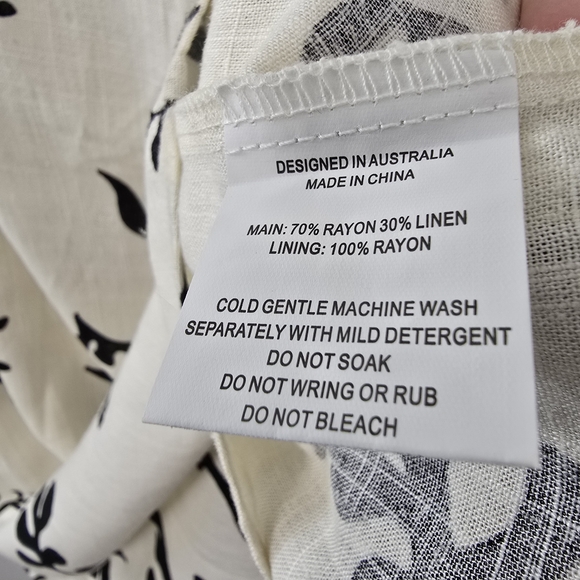 DESIGNED IN AUSTRALIA
MADE IN CHINA
MAIN: 70% RAYON 30% LINEN
LINING: 100% RAYON
COLD GENTLE MACHINE WASH
SEPARATELY WITH MILD DETERGENT
DO NOT SOAK
DO NOT WRING OR RUB
DO NOT BLEACH